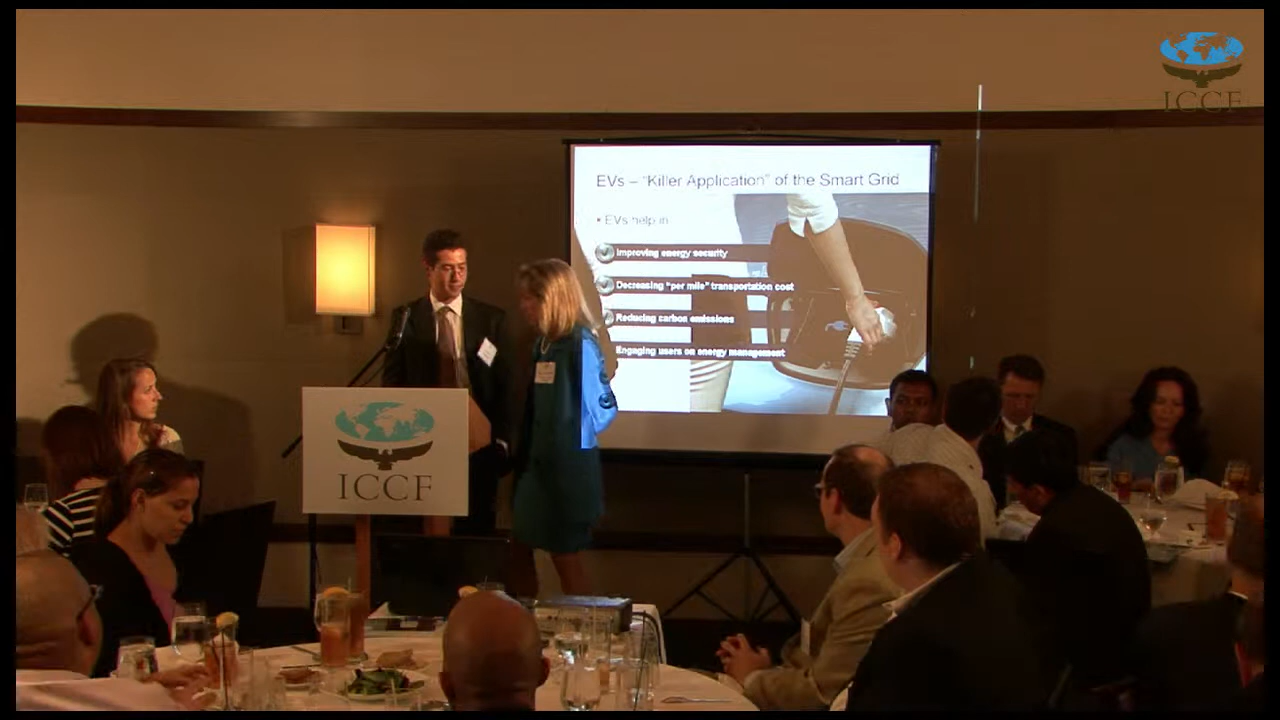 ICCF
EVs – “Killer Application” of the Smart Grid
▪ EVs help in
Improving energy security
Decreasing “per mile” transportation cost
Reducing carbon emissions
Engaging users on energy management
ICCF